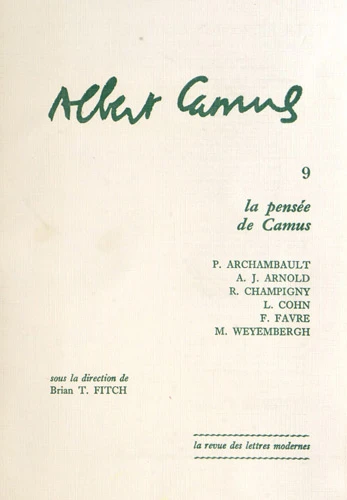 Albert Camus
9
la pensée
de Camus
P. ARCHAMBAULT
A. J. ARNOLD
R. CHAMPIGNY
L. COHN
F. FAVRE
M. WEYEMBERGH
sous la direction de
Brian T. FITCH
la revue des lettres modernes